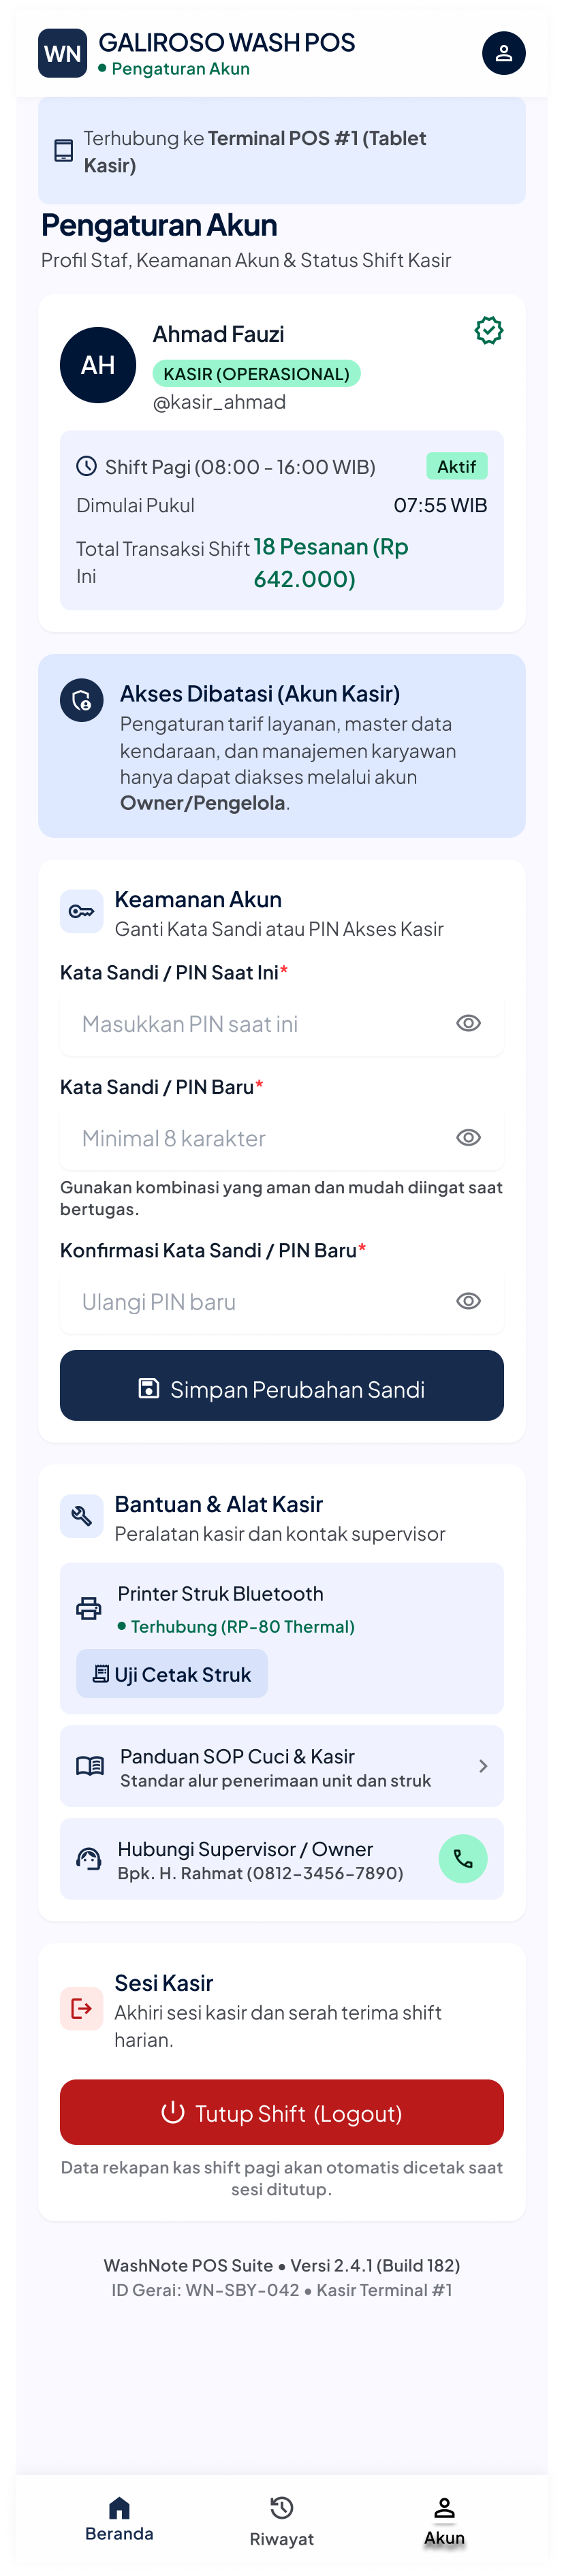 WN
GALIROSO WASH POS
• Pengaturan Akun
Terhubung ke Terminal POS #1 (Tablet
Kasir)
Pengaturan Akun
Profil Staf, Keamanan Akun & Status Shift Kasir
AH
Ahmad Fauzi
KASIR (OPERASIONAL)
@kasir_ahmad
Shift Pagi (08:00 - 16:00 WIB) Aktif
Dimulai Pukul 07:55 WIB
Total Transaksi Shift 18 Pesanan (Rp
Ini 642.000)
Akses Dibatasi (Akun Kasir)
Pengaturan tarif layanan, master data
kendaraan, dan manajemen karyawan
hanya dapat diakses melalui akun
Owner/Pengelola.
Keamanan Akun
Ganti Kata Sandi atau PIN Akses Kasir
Kata Sandi / PIN Saat Ini*
Masukkan PIN saat ini
Kata Sandi / PIN Baru*
Minimal 8 karakter
Gunakan kombinasi yang aman dan mudah diingat saat
bertugas.
Konfirmasi Kata Sandi / PIN Baru*
Ulangi PIN baru
Simpan Perubahan Sandi
Bantuan & Alat Kasir
Peralatan kasir dan kontak supervisor
Printer Struk Bluetooth
• Terhubung (RP-80 Thermal)
Uji Cetak Struk
Panduan SOP Cuci & Kasir
Standar alur penerimaan unit dan struk
Hubungi Supervisor / Owner
Bpk. H. Rahmat (0812-3456-7890)
Sesi Kasir
Akhiri sesi kasir dan serah terima shift
harian.
Tutup Shift (Logout)
Data rekapan kas shift pagi akan otomatis dicetak saat
sesi ditutup.
WashNote POS Suite • Versi 2.4.1 (Build 182)
ID Gerai: WN-SBY-042 • Kasir Terminal #1
Beranda
Riwayat
Akun